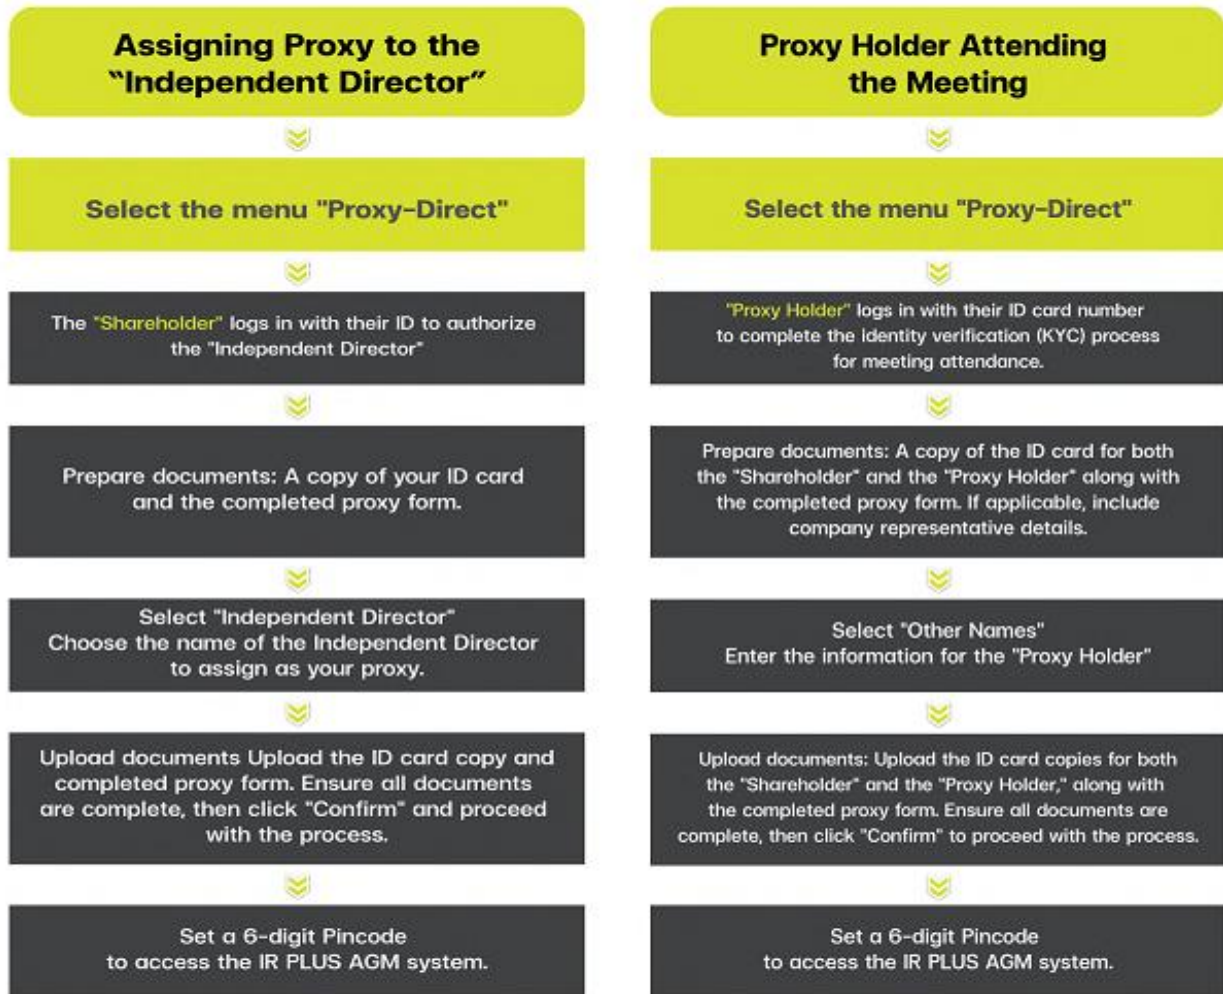 Assigning Proxy to the
“Independent Director”
Select the menu "Proxy-Direct"
The "Shareholder" logs in with their ID to authorize
the "Independent Director"
Prepare documents: A copy of your ID card
and the completed proxy form.
Select "Independent Director"
Choose the name of the Independent Director
to assign as your proxy.
Upload documents Upload the ID card copy and
completed proxy form. Ensure all documents
are complete, then click "Confirm" and proceed
with the process.
Set a 6-digit Pincode
to access the IR PLUS AGM system.
Proxy Holder Attending
the Meeting
Select the menu "Proxy-Direct"
"Proxy Holder" logs in with their ID card number
to complete the identity verification (KYC) process
for meeting attendance.
Prepare documents: A copy of the ID card for both
the "Shareholder" and the "Proxy Holder" along with
the completed proxy form. If applicable, include
company representative details.
Select "Other Names"
Enter the information for the "Proxy Holder"
Upload documents: Upload the ID card copies for both
the "Shareholder" and the "Proxy Holder," along with
the completed proxy form. Ensure all documents are
complete, then click "Confirm" to proceed with the process.
Set a 6-digit Pincode
to access the IR PLUS AGM system.